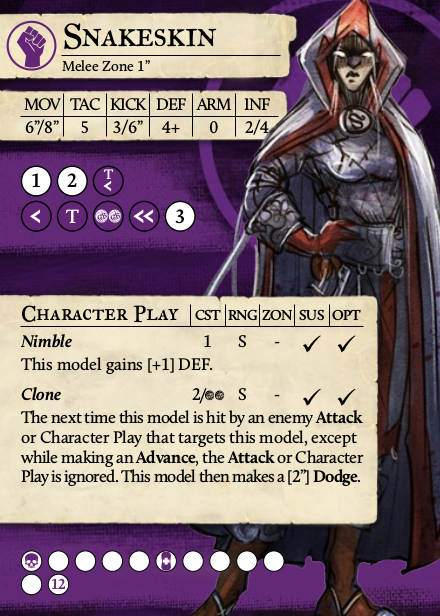 Snakeskin
Melee Zone 1”
MOV TAC KICK DEF ARM INF
6”/8” 5 3/6” 4+ 0 2/4
1 2 T <
< T << 3
Character Play CST RNG ZON SUS OPT
Nimble 1 S - ✓ ✓
This model gains [+1] DEF.
Clone 2/ S - ✓ ✓
The next time this model is hit by an enemy Attack
or Character Play that targets this model, except
while making an Advance, the Attack or Character
Play is ignored. This model then makes a [2”] Dodge.
12